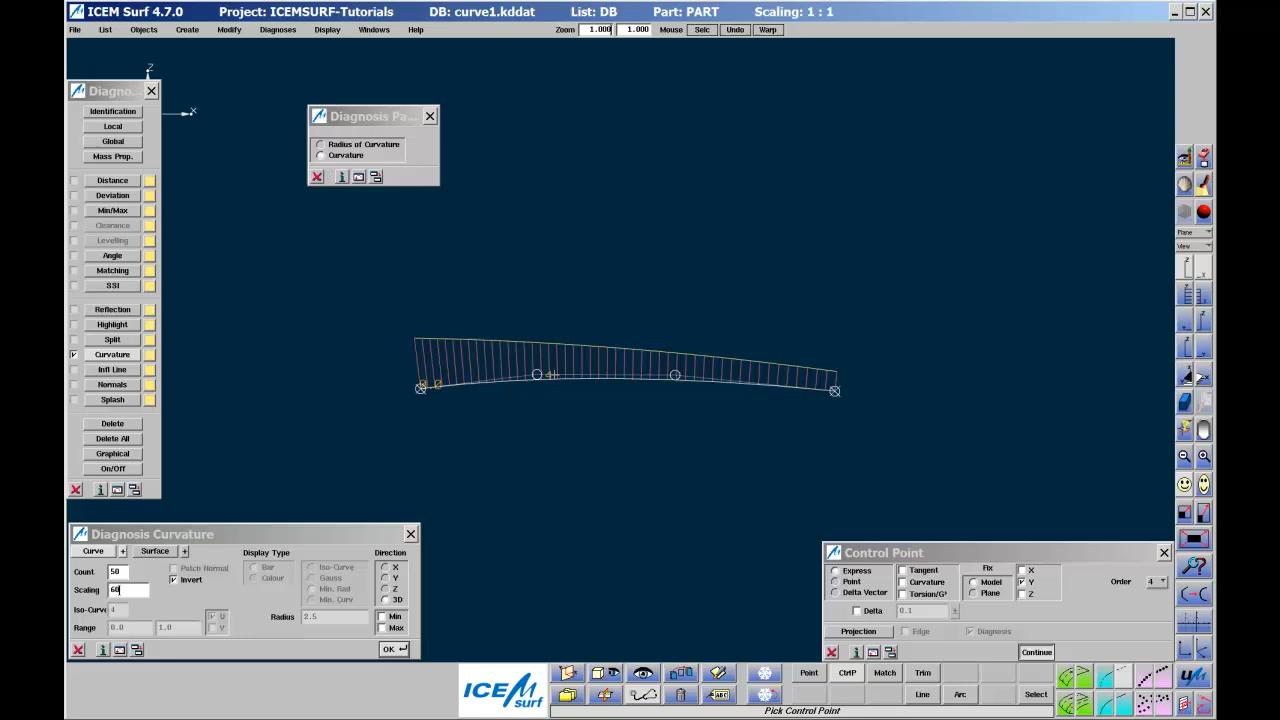 ICEM Surf 4.7.0 Project: ICEMSURF-Tutorials DB: curve1.kddat List: DB Part: PART Scaling: 1 : 1
File List Objects Create Modify Diagnoses Display Windows Help Zoom 1.000 1.000 Mouse Selc Undo Warp
Z
X
Diagno...
Identification
Local
Global
Mass Prop.
Distance
Deviation
Min/Max
Clearance
Levelling
Angle
Matching
SSI
Reflection
Highlight
Split
Curvature
Infl Line
Normals
Splash
Delete
Delete All
Graphical
On/Off
Diagnosis Pa...
Radius of Curvature
Curvature
Plane
View
Diagnosis Curvature
Curve + Surface + Display Type Direction
Count 50 Patch Normal Bar Iso-Curve X
Invert Colour Gauss Y
Scaling 60 Min. Rad Z
Min. Curv 3D
Iso-Curve 4 U Radius 2.5 Min
Range 0.0 1.0 V Max
OK
Control Point
Express Tangent Fix X
Point Curvature Model Y Order 4
Delta Vector Torsion/G³ Plane Z
Delta 0.1
Projection Edge Diagnosis
Continue
ICEM surf
Point CtrlP Match Trim
ABC Line Arc Select
Pick Control Point